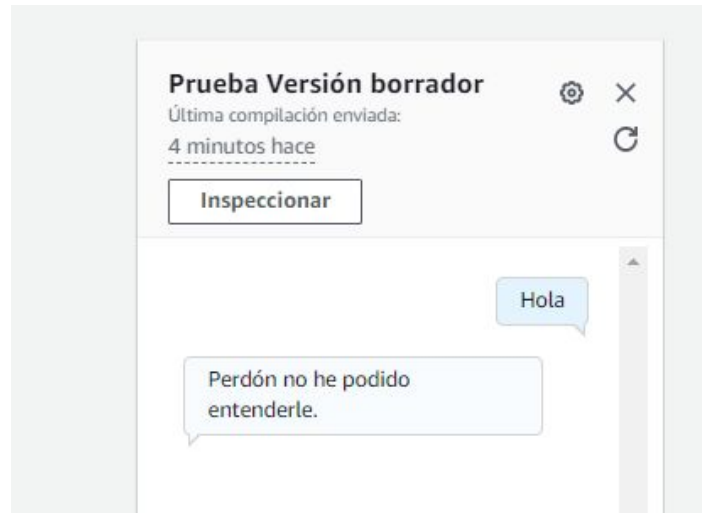 Prueba Versión borrador
Última compilación enviada:
4 minutos hace
Inspeccionar
Hola
Perdón no he podido
entenderle.